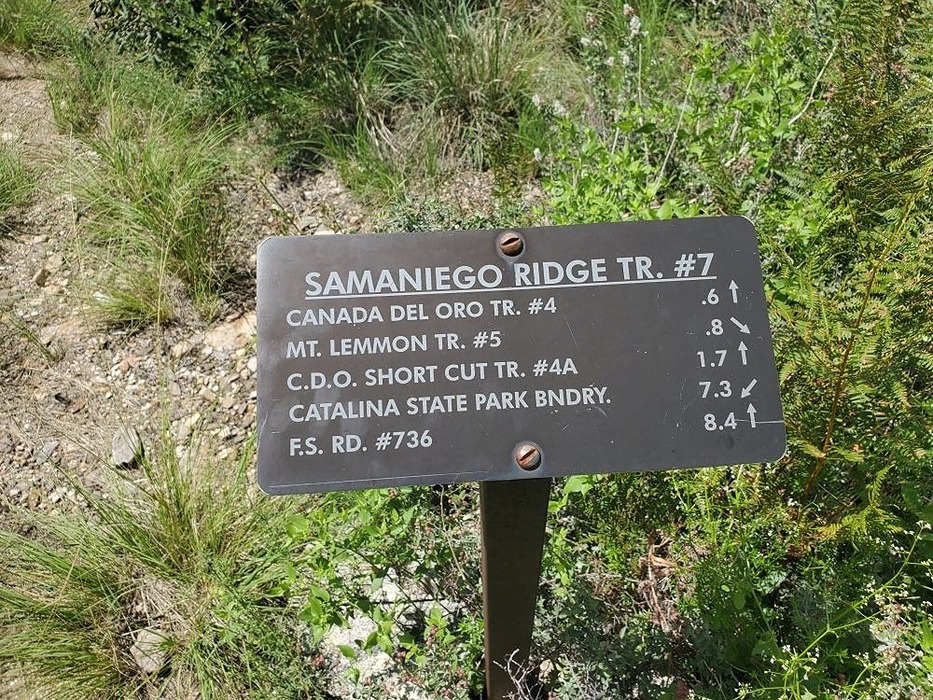 SAMANIEGO RIDGE TR. #7
CANADA DEL ORO TR. #4 .6 ↑
MT. LEMMON TR. #5 .8 ↘
C.D.O. SHORT CUT TR. #4A 1.7 ↑
CATALINA STATE PARK BNDRY. 7.3 ↙
F.S. RD. #736 8.4 ↑